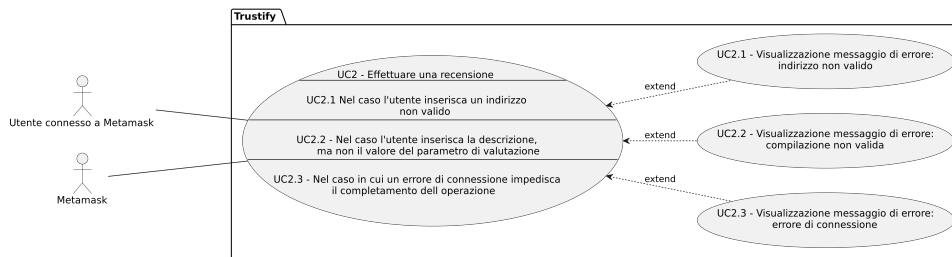 Trustify
Utente connesso a Metamask
Metamask
UC2 - Effettuare una recensione
UC2.1 Nel caso l'utente inserisca un indirizzo
non valido
UC2.2 - Nel caso l'utente inserisca la descrizione,
ma non il valore del parametro di valutazione
UC2.3 - Nel caso in cui un errore di connessione impedisca
il completamento dell operazione
extend
extend
extend
UC2.1 - Visualizzazione messaggio di errore:
indirizzo non valido
UC2.2 - Visualizzazione messaggio di errore:
compilazione non valida
UC2.3 - Visualizzazione messaggio di errore:
errore di connessione